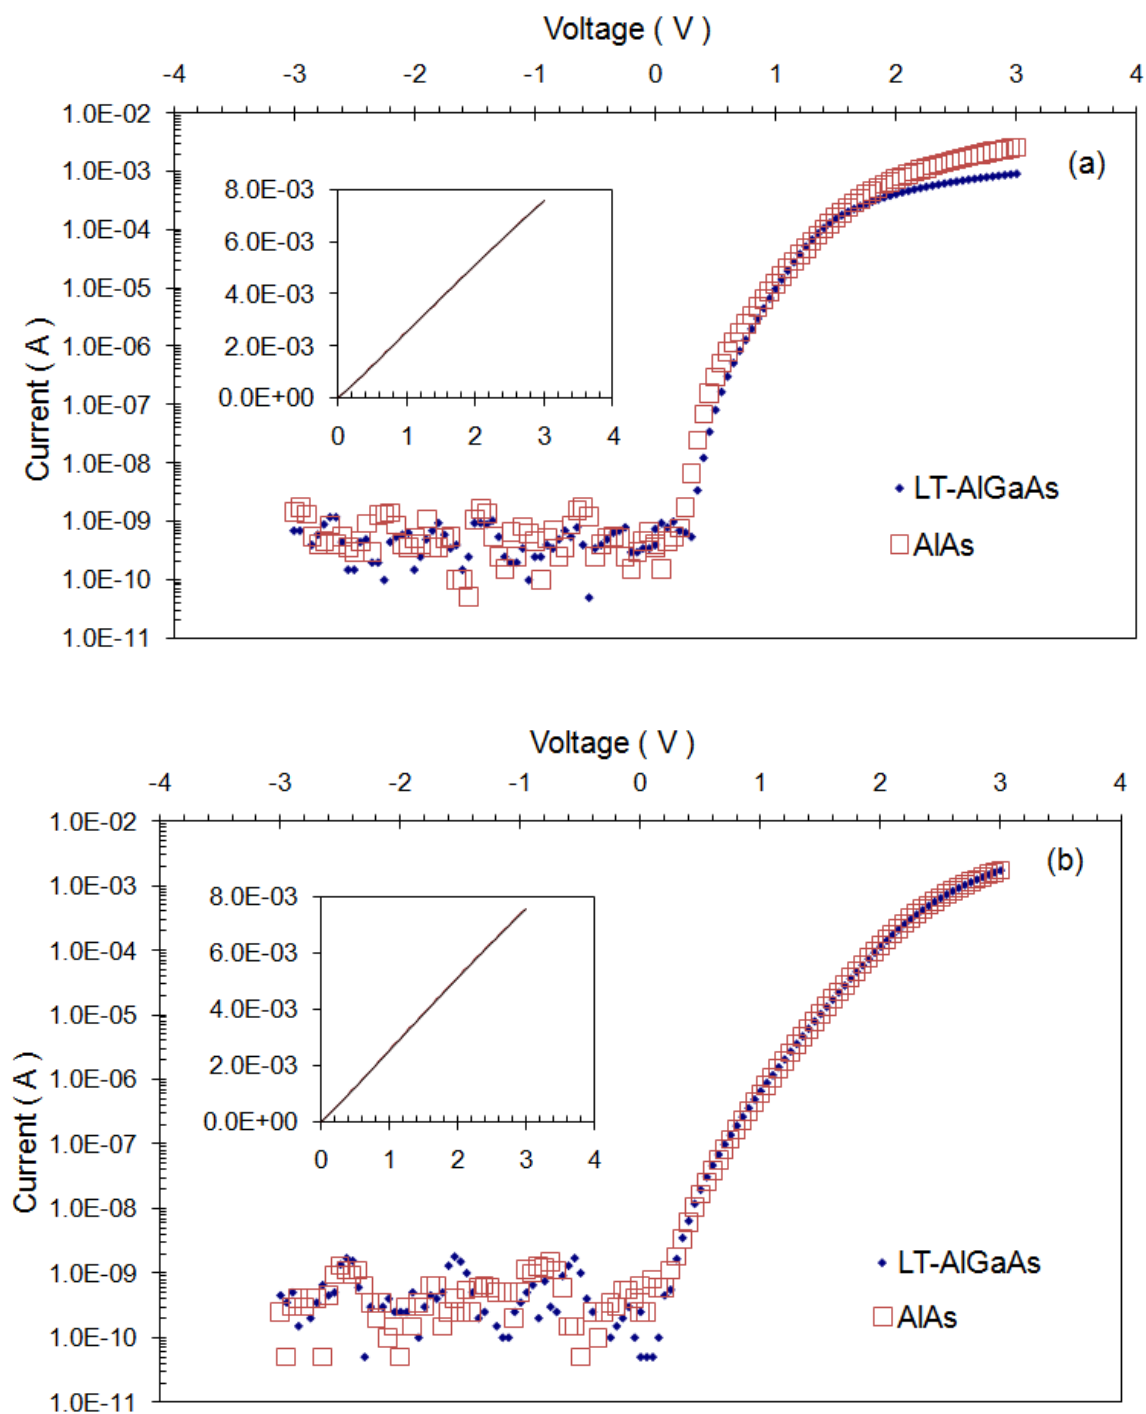 Voltage ( V )
-4 -3 -2 -1 0 1 2 3 4
1.0E-02
(a)
1.0E-03
1.0E-04
1.0E-05
1.0E-06
1.0E-07
1.0E-08
1.0E-09
1.0E-10
1.0E-11
Current ( A )
8.0E-03
6.0E-03
4.0E-03
2.0E-03
0.0E+00
0 1 2 3 4
LT-AlGaAs
AlAs
Voltage ( V )
-4 -3 -2 -1 0 1 2 3 4
1.0E-02
(b)
1.0E-03
1.0E-04
1.0E-05
1.0E-06
1.0E-07
1.0E-08
1.0E-09
1.0E-10
1.0E-11
Current ( A )
8.0E-03
6.0E-03
4.0E-03
2.0E-03
0.0E+00
0 1 2 3 4
LT-AlGaAs
AlAs